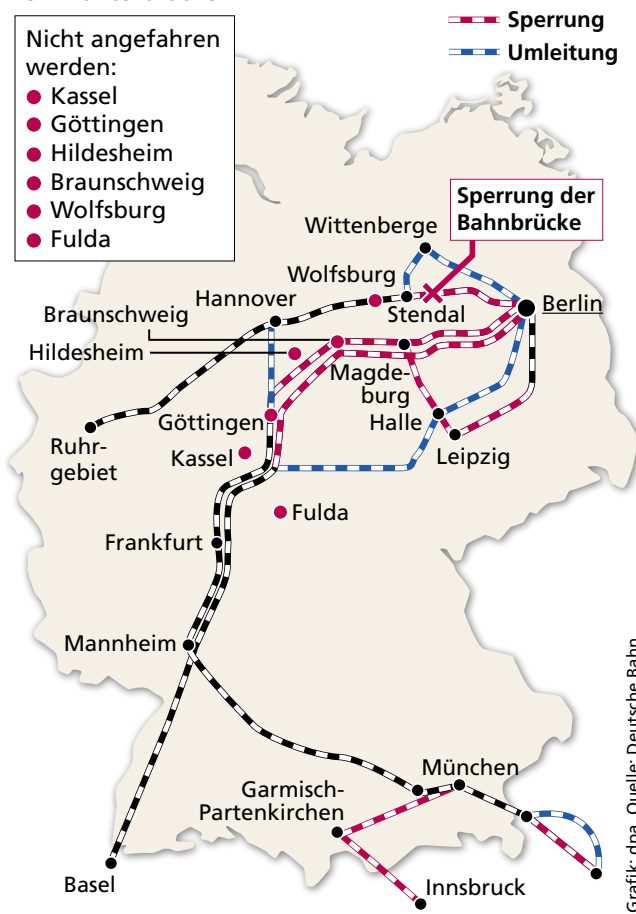 Sperrung
Umleitung
Nicht angefahren
werden:
Kassel
Göttingen
Hildesheim
Braunschweig
Wolfsburg
Fulda
Sperrung der
Bahnbrücke
Wittenberge
Wolfsburg
Hannover
Stendal
Berlin
Braunschweig
Hildesheim
Magde-
burg
Göttingen
Halle
Ruhr-
gebiet
Kassel
Leipzig
Fulda
Frankfurt
Mannheim
München
Garmisch-
Partenkirchen
Basel
Innsbruck
Grafik: dpa, Quelle: Deutsche Bahn